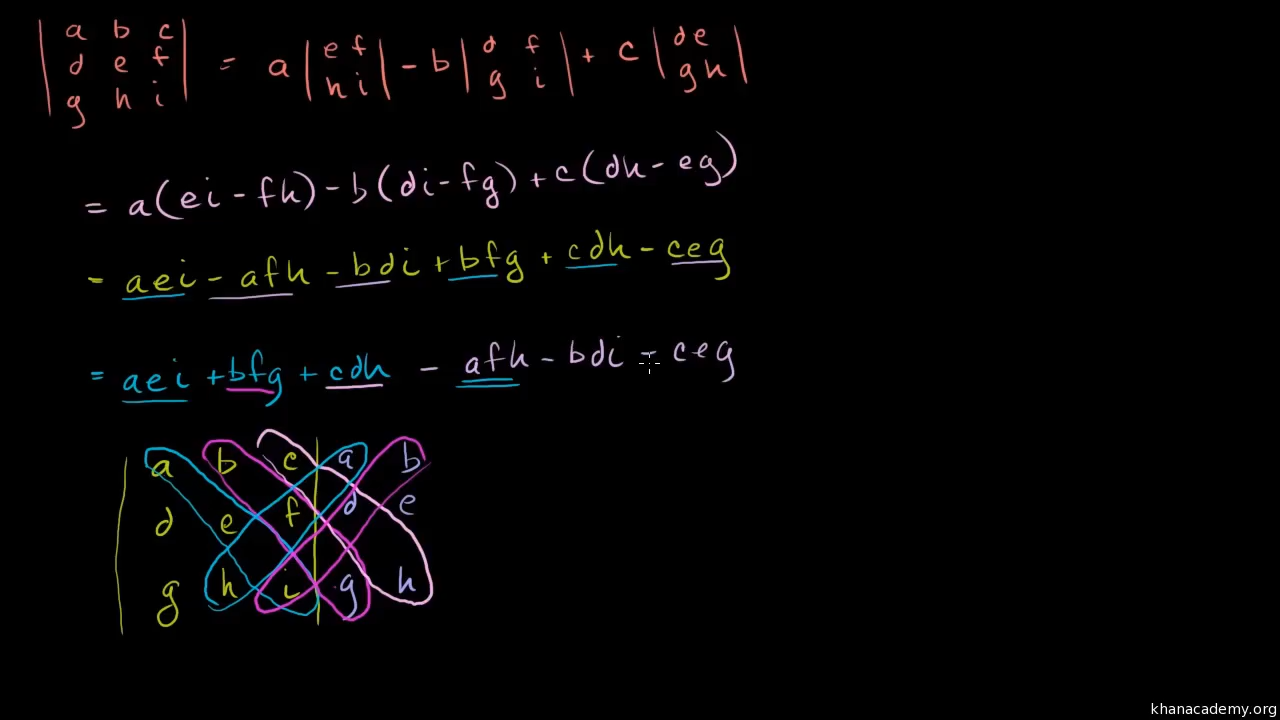 | a b c | = a | e f | - b | d f | + c | d e |
| d e f | | h i | | g i | | g h |
| g h i |
= a(ei - fh) - b(di - fg) + c(dh - eg)
- aei - afh - bdi + bfg + cdh - ceg
= aei + bfg + cdh - afh - bdi - ceg
| a b c | a b
d e f | d e
g h i | g h
khanacademy.org